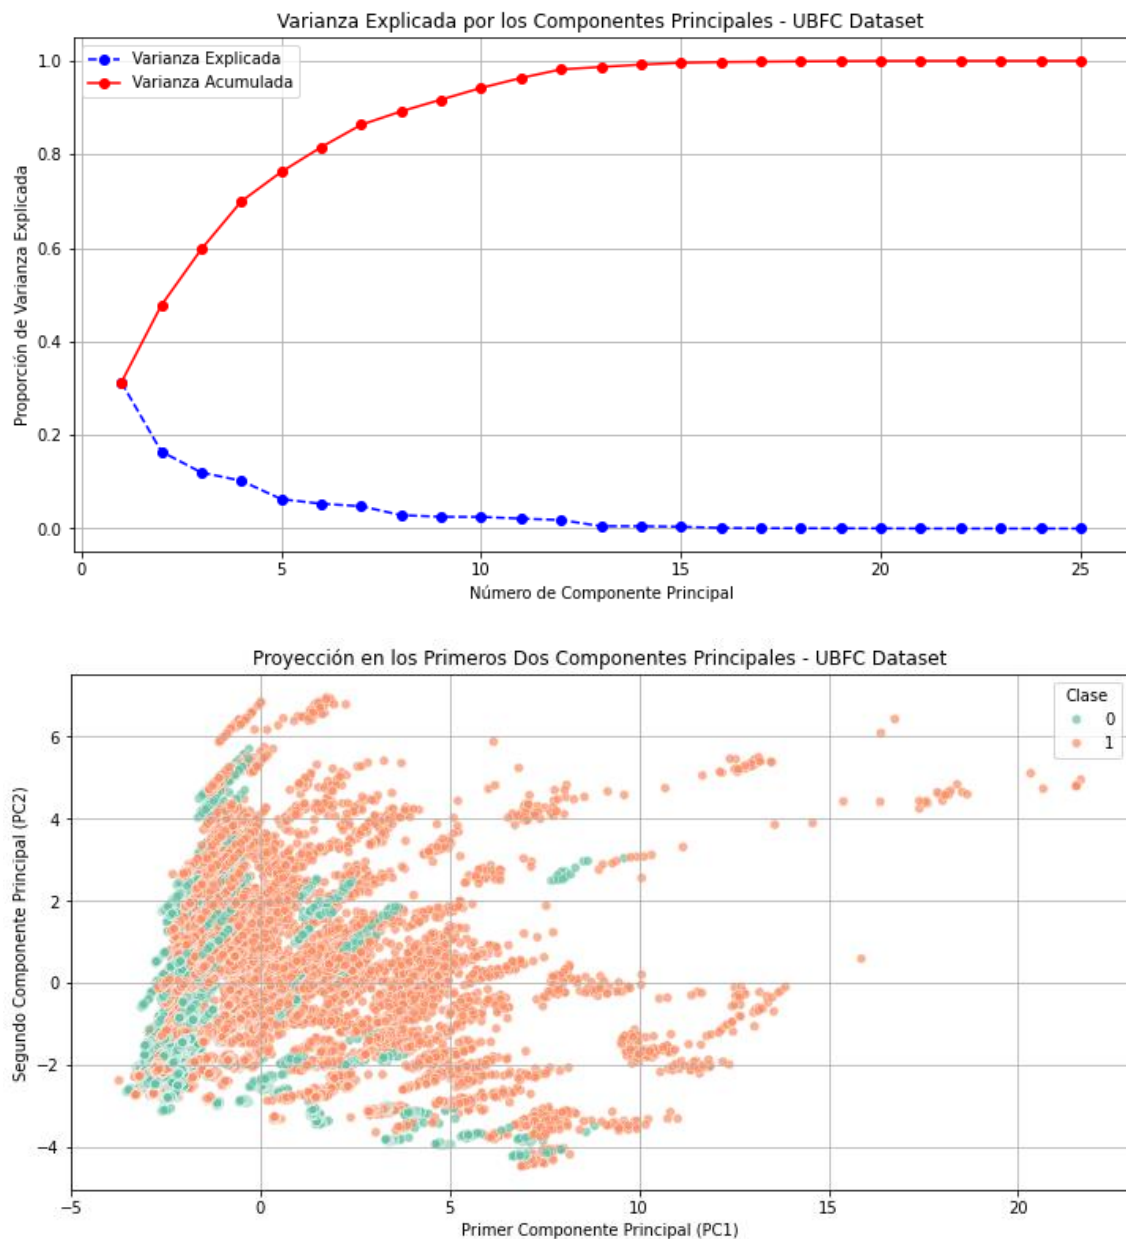 Varianza Explicada por los Componentes Principales - UBFC Dataset
Varianza Explicada
Varianza Acumulada
Proporción de Varianza Explicada
1.0
0.8
0.6
0.4
0.2
0.0
0
5
10
15
20
25
Número de Componente Principal
Proyección en los Primeros Dos Componentes Principales - UBFC Dataset
Clase
0
1
Segundo Componente Principal (PC2)
6
4
2
0
−2
−4
−5
0
5
10
15
20
Primer Componente Principal (PC1)